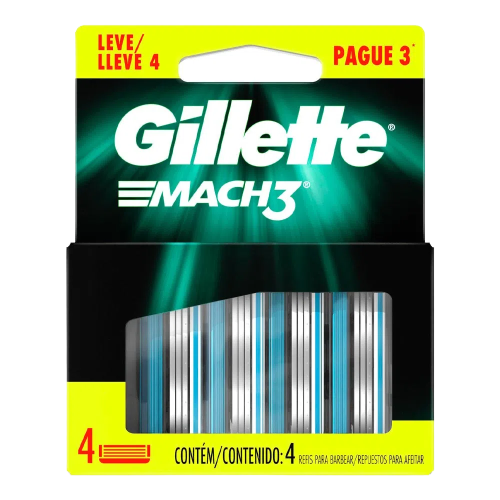 LEVE/
LLEVE 4
PAGUE 3*
Gillette®
MACH3®
4
CONTÉM/CONTENIDO: 4 REFIS PARA BARBEAR/REPUESTOS PARA AFEITAR